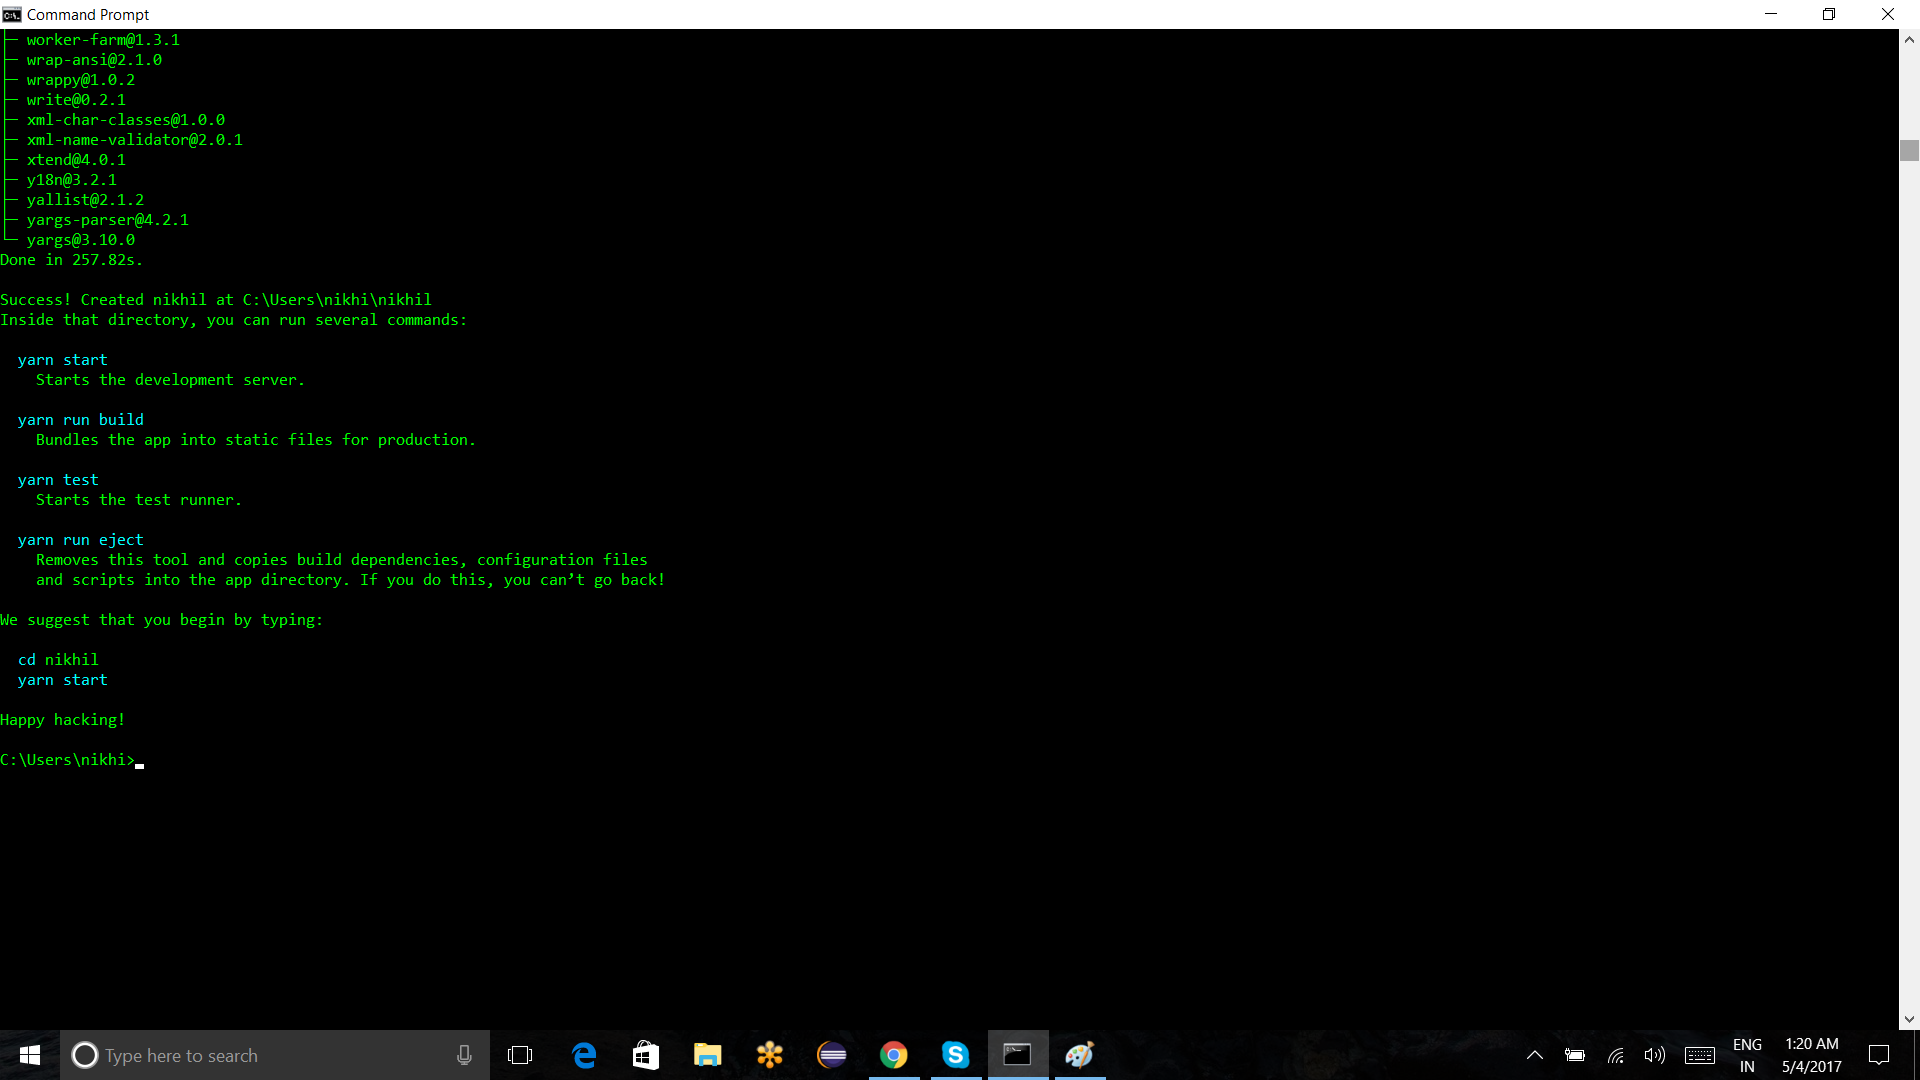 Command Prompt
├─ worker-farm@1.3.1
├─ wrap-ansi@2.1.0
├─ wrappy@1.0.2
├─ write@0.2.1
├─ xml-char-classes@1.0.0
├─ xml-name-validator@2.0.1
├─ xtend@4.0.1
├─ y18n@3.2.1
├─ yallist@2.1.2
├─ yargs-parser@4.2.1
└─ yargs@3.10.0
Done in 257.82s.
Success! Created nikhil at C:\Users\nikhi\nikhil
Inside that directory, you can run several commands:
yarn start
Starts the development server.
yarn run build
Bundles the app into static files for production.
yarn test
Starts the test runner.
yarn run eject
Removes this tool and copies build dependencies, configuration files
and scripts into the app directory. If you do this, you can’t go back!
We suggest that you begin by typing:
cd nikhil
yarn start
Happy hacking!
C:\Users\nikhi>
Type here to search
ENG
IN
1:20 AM
5/4/2017